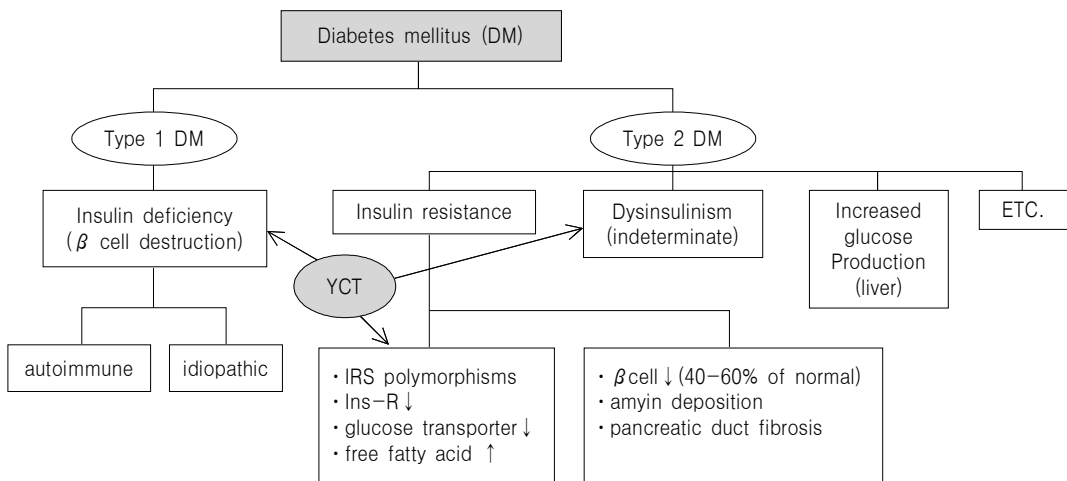 Diabetes mellitus (DM)
Type 1 DM
Type 2 DM
Insulin deficiency
(β cell destruction)
Insulin resistance
Dysinsulinism
(indeterminate)
Increased
glucose
Production
(liver)
ETC.
YCT
autoimmune
idiopathic
· IRS polymorphisms
· Ins-R↓
· glucose transporter↓
· free fatty acid ↑
· βcell↓(40-60% of normal)
· amyin deposition
· pancreatic duct fibrosis